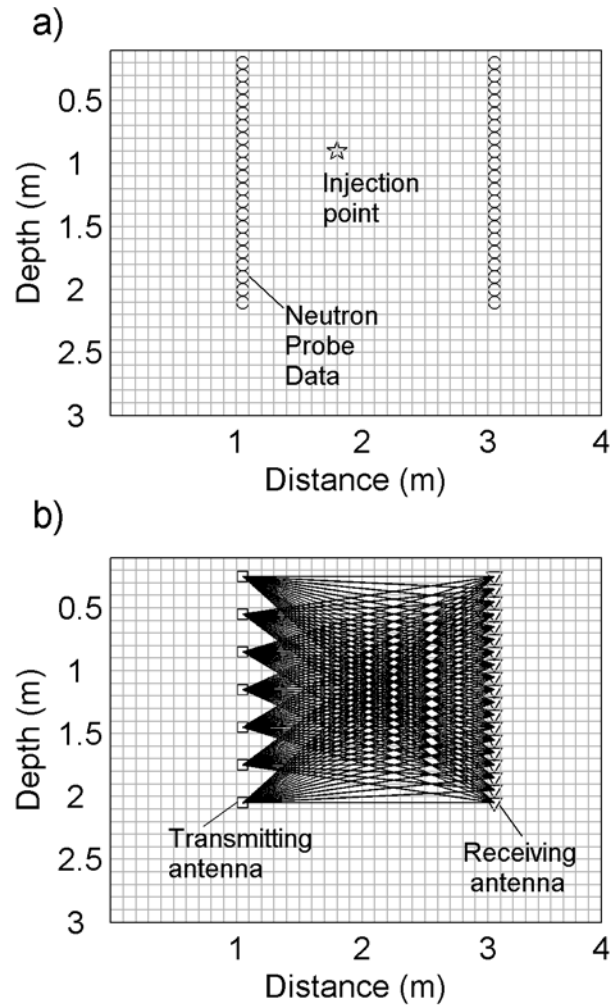 a)
0.5
1
1.5
2
2.5
3
Depth (m)
Injection
point
Neutron
Probe
Data
1
2
3
4
Distance (m)
b)
0.5
1
1.5
2
2.5
3
Depth (m)
Transmitting
antenna
Receiving
antenna
1
2
3
4
Distance (m)